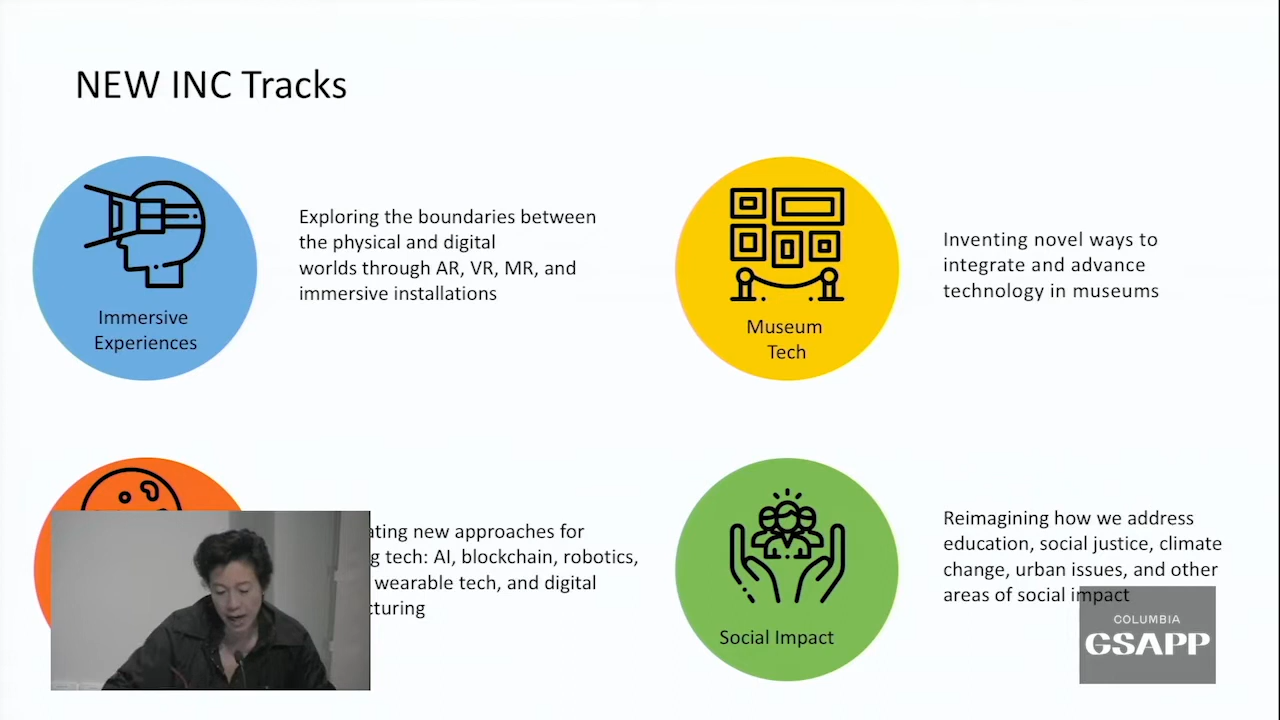 NEW INC Tracks
Immersive
Experiences
Exploring the boundaries between
the physical and digital
worlds through AR, VR, MR, and
immersive installations
Museum
Tech
Inventing novel ways to
integrate and advance
technology in museums
ating new approaches for
g tech: AI, blockchain, robotics,
wearable tech, and digital
cturing
Social Impact
Reimagining how we address
education, social justice, climate
change, urban issues, and other
areas of social impact
COLUMBIA
GSAPP